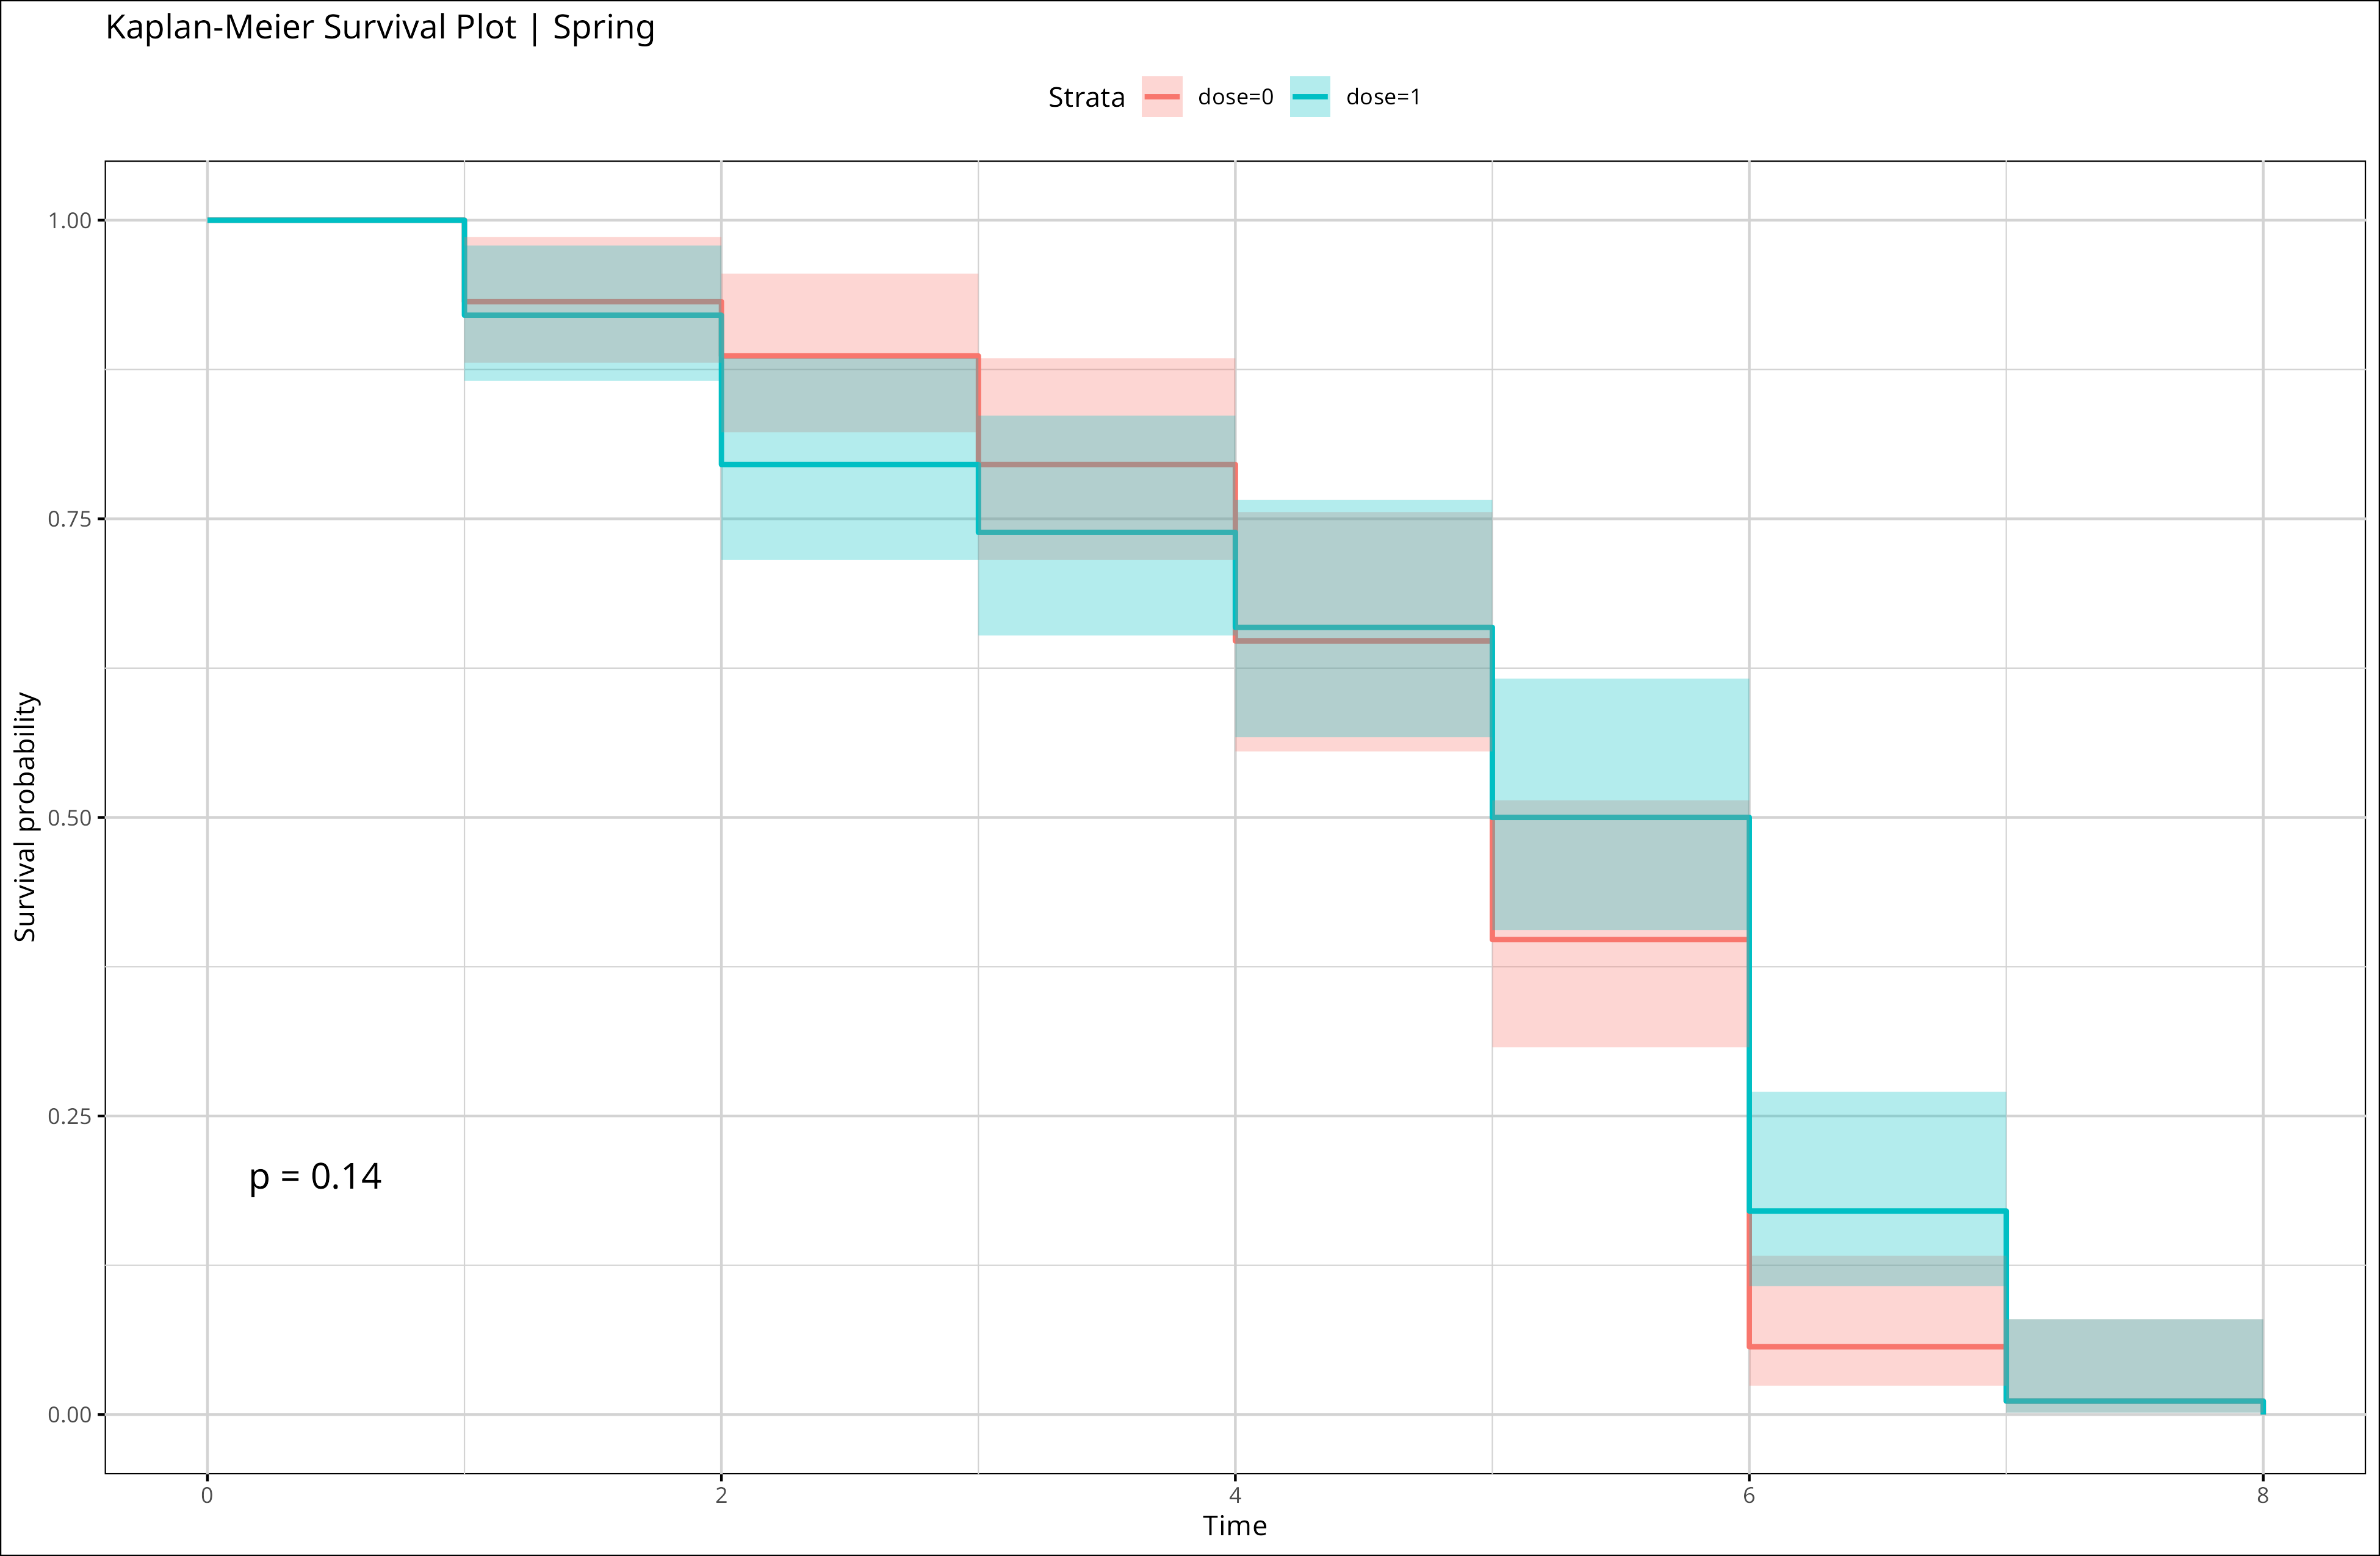 Kaplan-Meier Survival Plot | Spring
Strata dose=0 dose=1
Survival probability
1.00
0.75
0.50
0.25
0.00
p = 0.14
0 2 4 6 8
Time